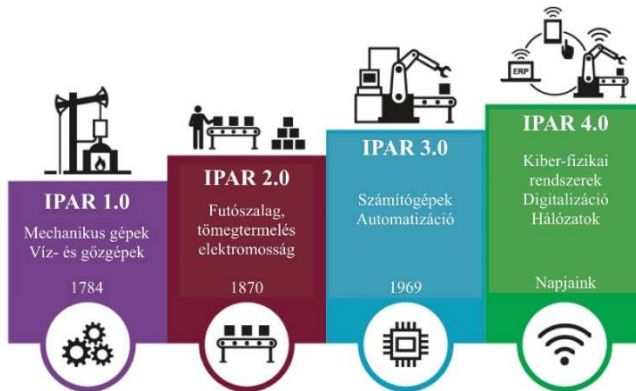 IPAR 1.0
Mechanikus gépek
Víz- és gőzgépek
1784
IPAR 2.0
Futószalag,
tömegtermelés
elektromosság
1870
IPAR 3.0
Számítógépek
Automatizáció
1969
ERP
IPAR 4.0
Kiber-fizikai
rendszerek
Digitalizáció
Hálózatok
Napjaink